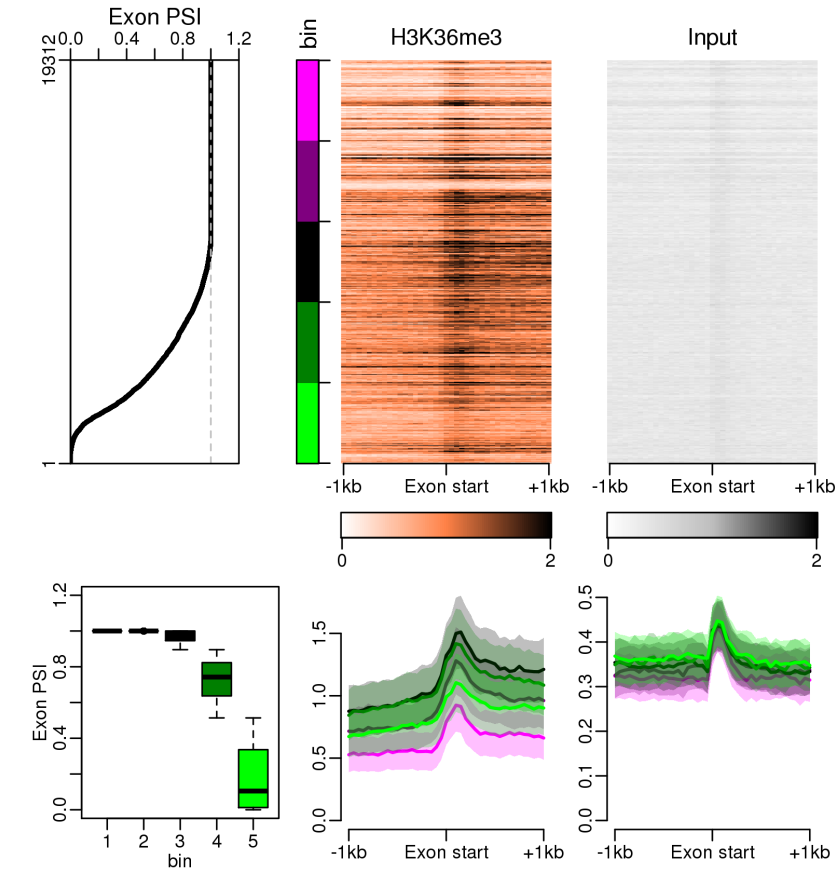 Exon PSI
0.0 0.4 0.8 1.2
19312
1
bin
H3K36me3
-1kb Exon start +1kb
0 2
Input
-1kb Exon start +1kb
0 2
Exon PSI
0.0 0.4 0.8 1.2
1 2 3 4 5
bin
0.0 0.5 1.0 1.5
-1kb Exon start +1kb
0.0 0.1 0.2 0.3 0.4 0.5
-1kb Exon start +1kb